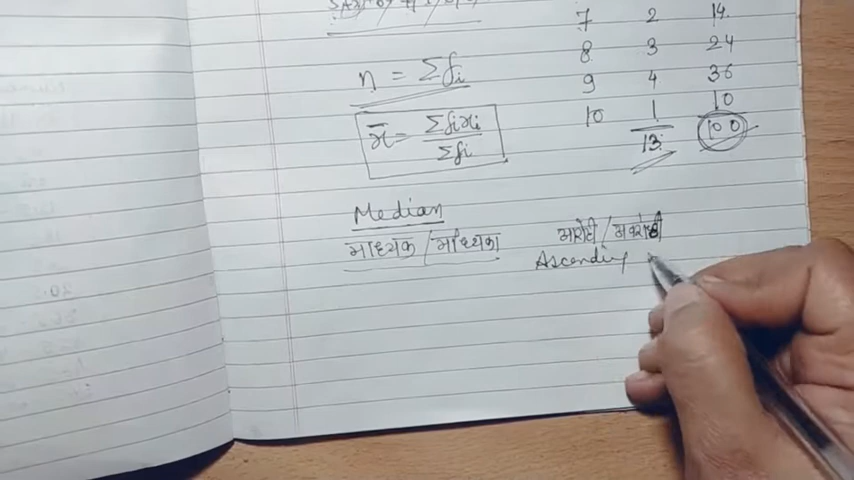 7 2 14
8 3 24
n = Σfi
9 4 36
10 1 10
x̄ = Σfixi / Σfi
13 100
Median
माध्यक / माध्यिका
आरोही / अवरोही
Ascending